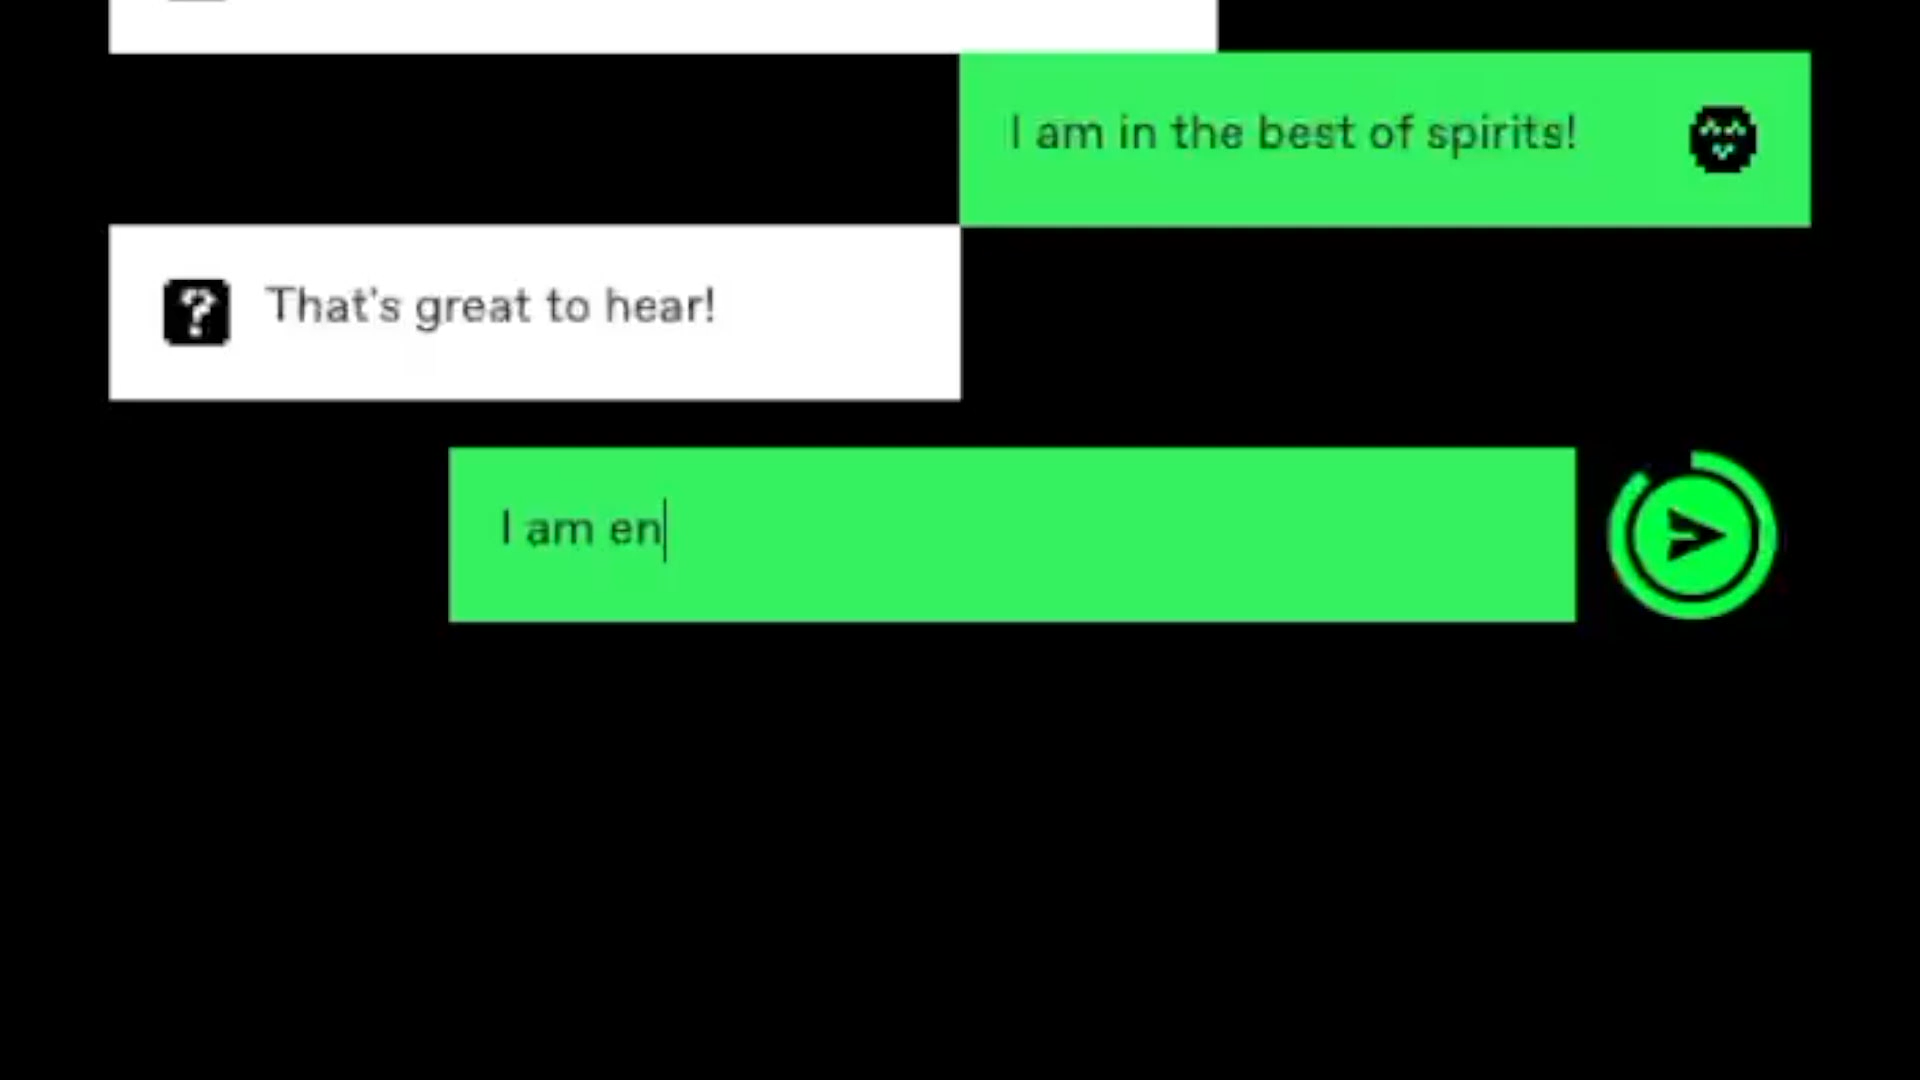 I am in the best of spirits!
? That's great to hear!
I am en